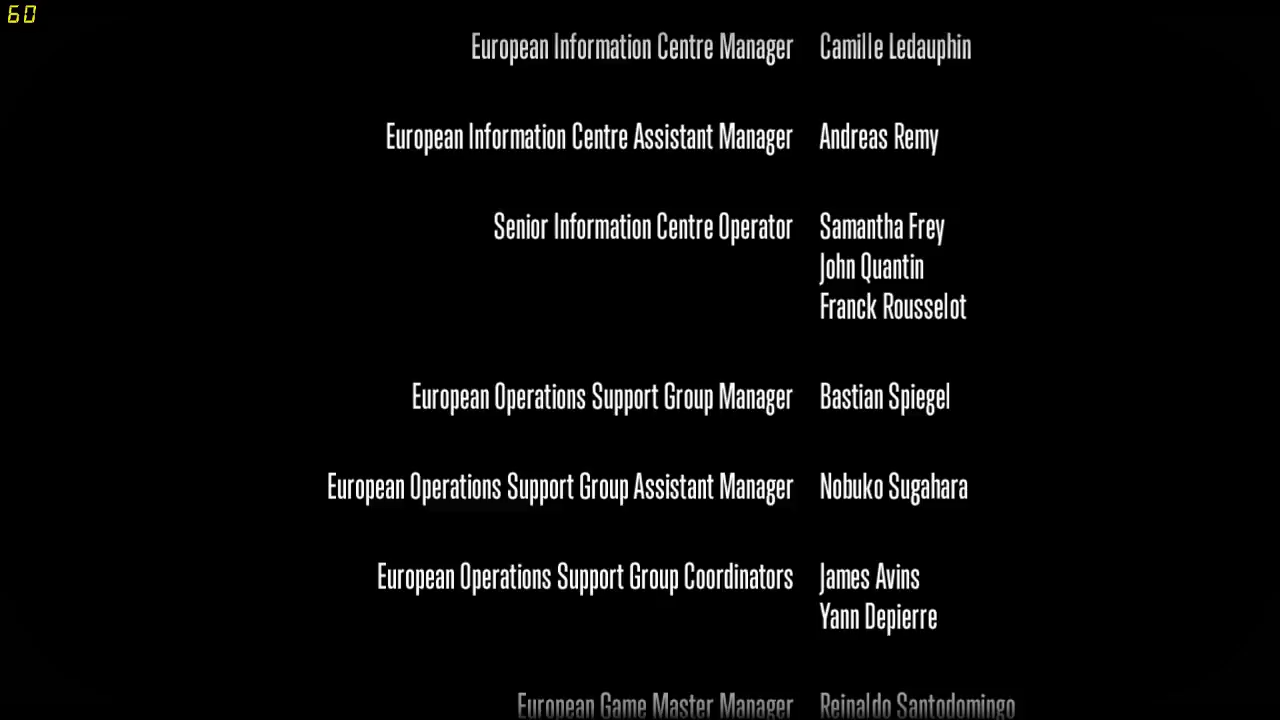 60
European Information Centre Manager Camille Ledauphin
European Information Centre Assistant Manager Andreas Remy
Senior Information Centre Operator Samantha Frey
John Quantin
Franck Rousselot
European Operations Support Group Manager Bastian Spiegel
European Operations Support Group Assistant Manager Nobuko Sugahara
European Operations Support Group Coordinators James Avins
Yann Depierre
European Game Master Manager Reinaldo Santodomingo